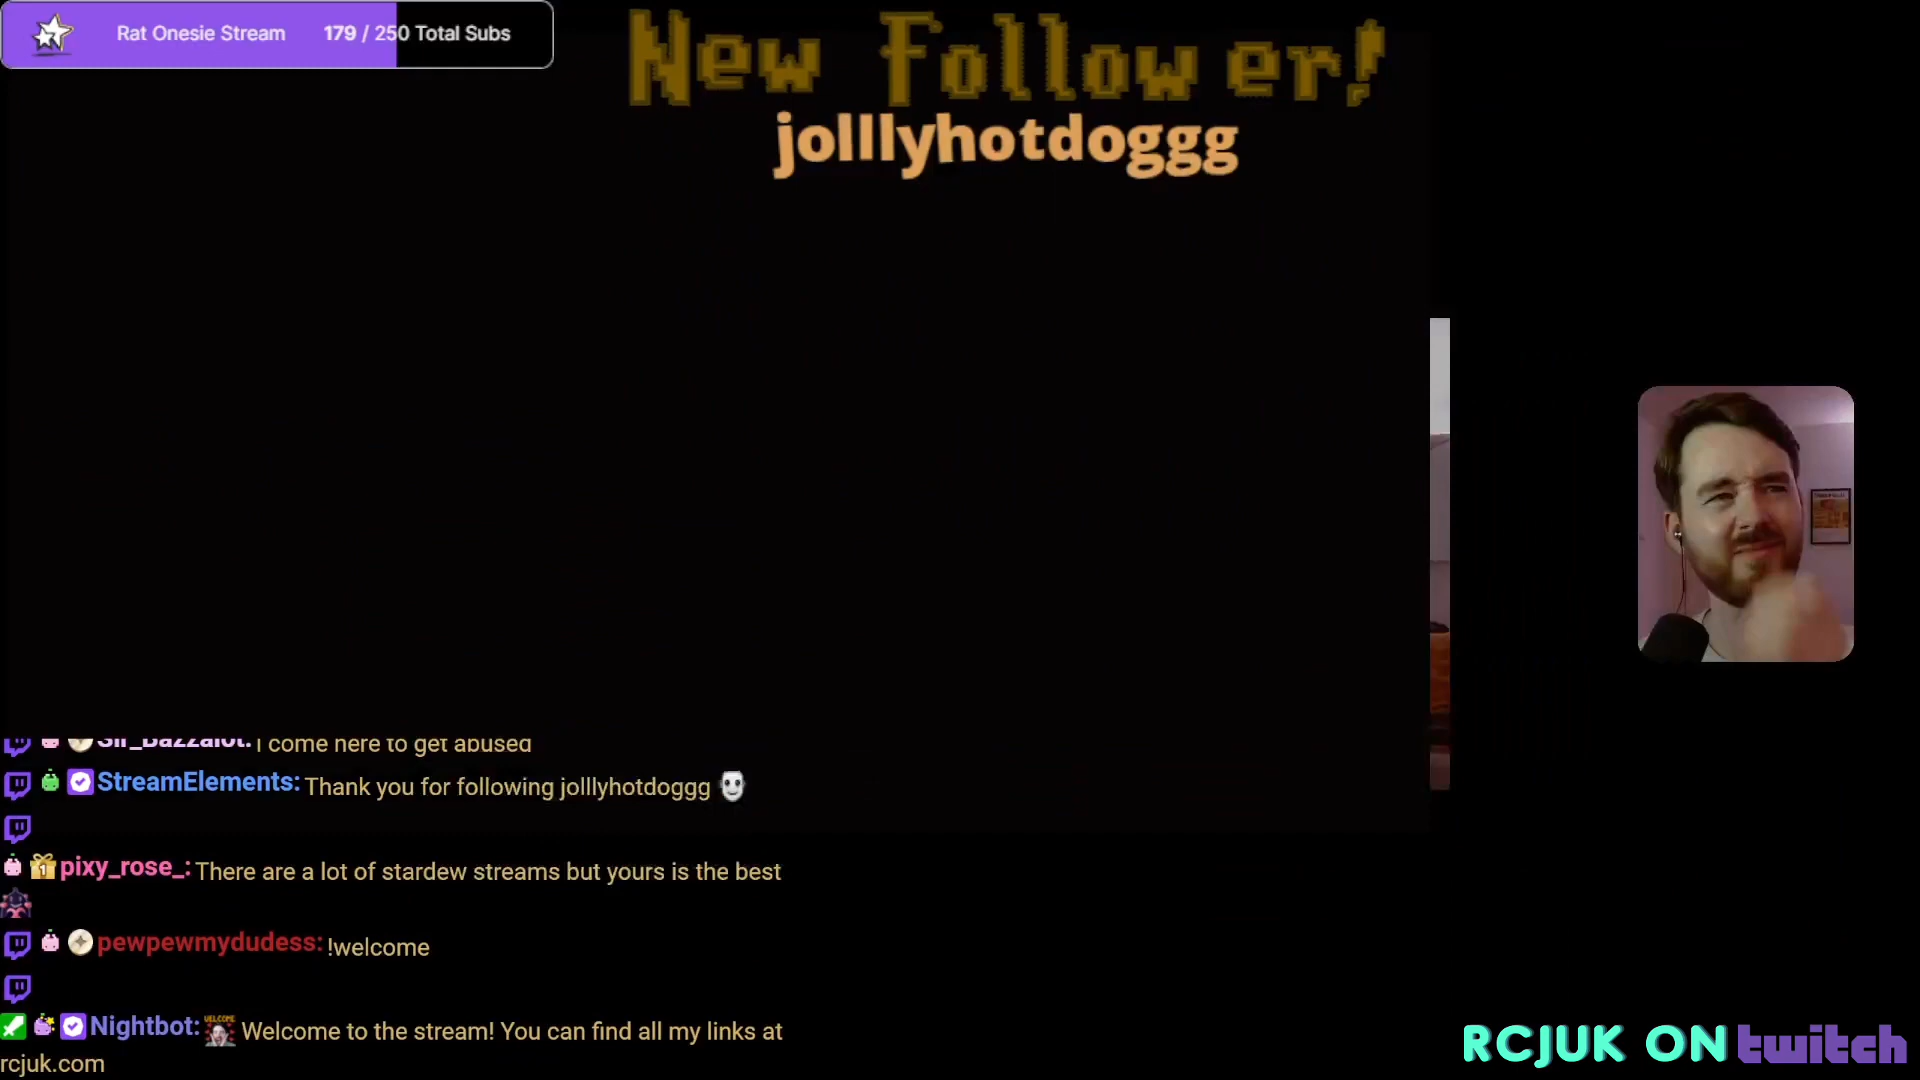 Rat Onesie Stream 179 / 250 Total Subs
New Follower!
jolllyhotdoggg
Sir_Bazzalot: I come here to get abused
StreamElements: Thank you for following jolllyhotdoggg
pixy_rose_: There are a lot of stardew streams but yours is the best
pewpewmydudess: !welcome
Nightbot: WELCOME Welcome to the stream! You can find all my links at
rcjuk.com
RCJUK ON twitch